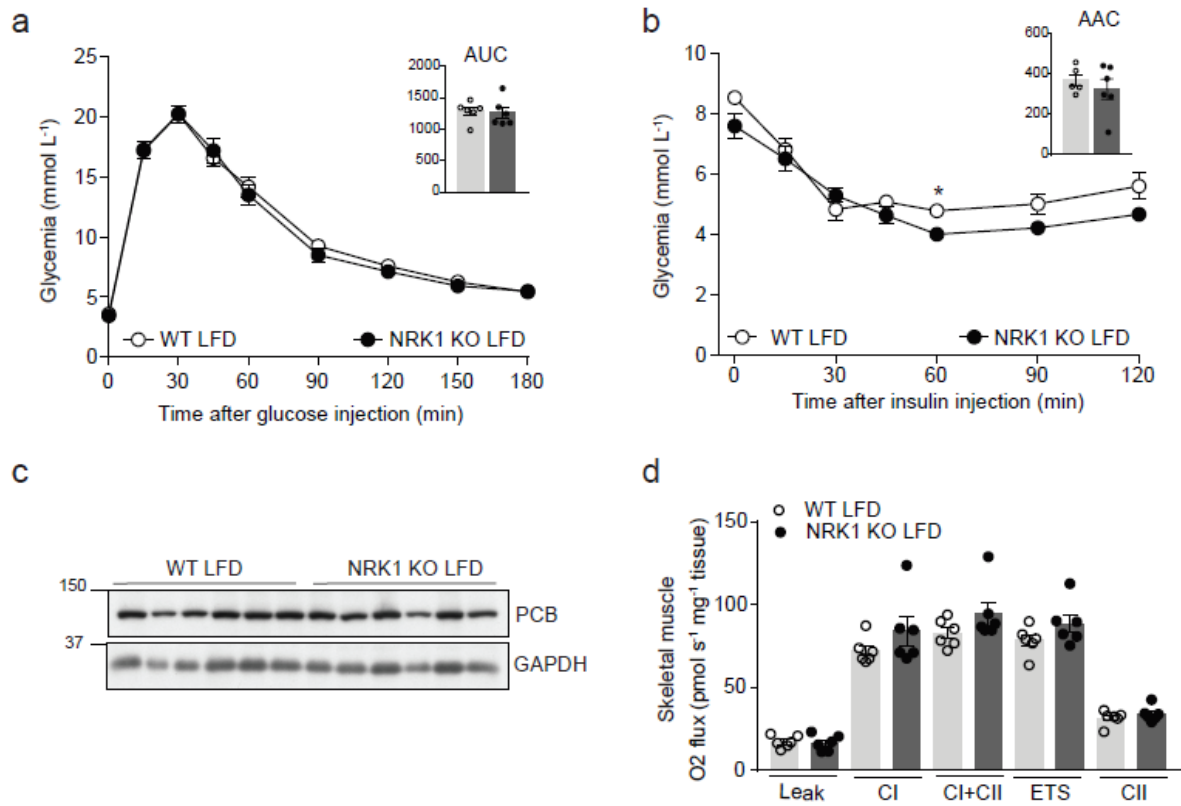 a
25
20
15
10
5
0
Glycemia (mmol L-1)
0 30 60 90 120 150 180
Time after glucose injection (min)
WT LFD NRK1 KO LFD
AUC
2000
1500
1000
500
0
b
10
8
6
4
2
0
Glycemia (mmol L-1)
0 30 60 90 120
Time after insulin injection (min)
WT LFD NRK1 KO LFD
*
AAC
600
400
200
0
c
WT LFD NRK1 KO LFD
150
PCB
37
GAPDH
d
WT LFD
NRK1 KO LFD
150
100
50
0
Skeletal muscle
O2 flux (pmol s-1 mg-1 tissue)
Leak CI CI+CII ETS CII